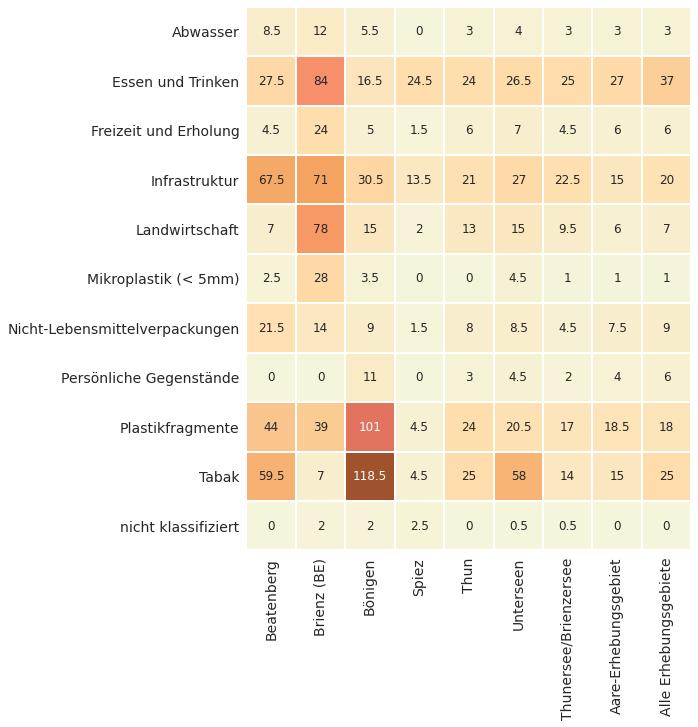 Abwasser 8.5 12 5.5 0 3 4 3 3 3
Essen und Trinken 27.5 84 16.5 24.5 24 26.5 25 27 37
Freizeit und Erholung 4.5 24 5 1.5 6 7 4.5 6 6
Infrastruktur 67.5 71 30.5 13.5 21 27 22.5 15 20
Landwirtschaft 7 78 15 2 13 15 9.5 6 7
Mikroplastik (< 5mm) 2.5 28 3.5 0 0 4.5 1 1 1
Nicht-Lebensmittelverpackungen 21.5 14 9 1.5 8 8.5 4.5 7.5 9
Persönliche Gegenstände 0 0 11 0 3 4.5 2 4 6
Plastikfragmente 44 39 101 4.5 24 20.5 17 18.5 18
Tabak 59.5 7 118.5 4.5 25 58 14 15 25
nicht klassifiziert 0 2 2 2.5 0 0.5 0.5 0 0
Beatenberg
Brienz (BE)
Bönigen
Spiez
Thun
Unterseen
Thunersee/Brienzersee
Aare-Erhebungsgebiet
Alle Erhebungsgebiete